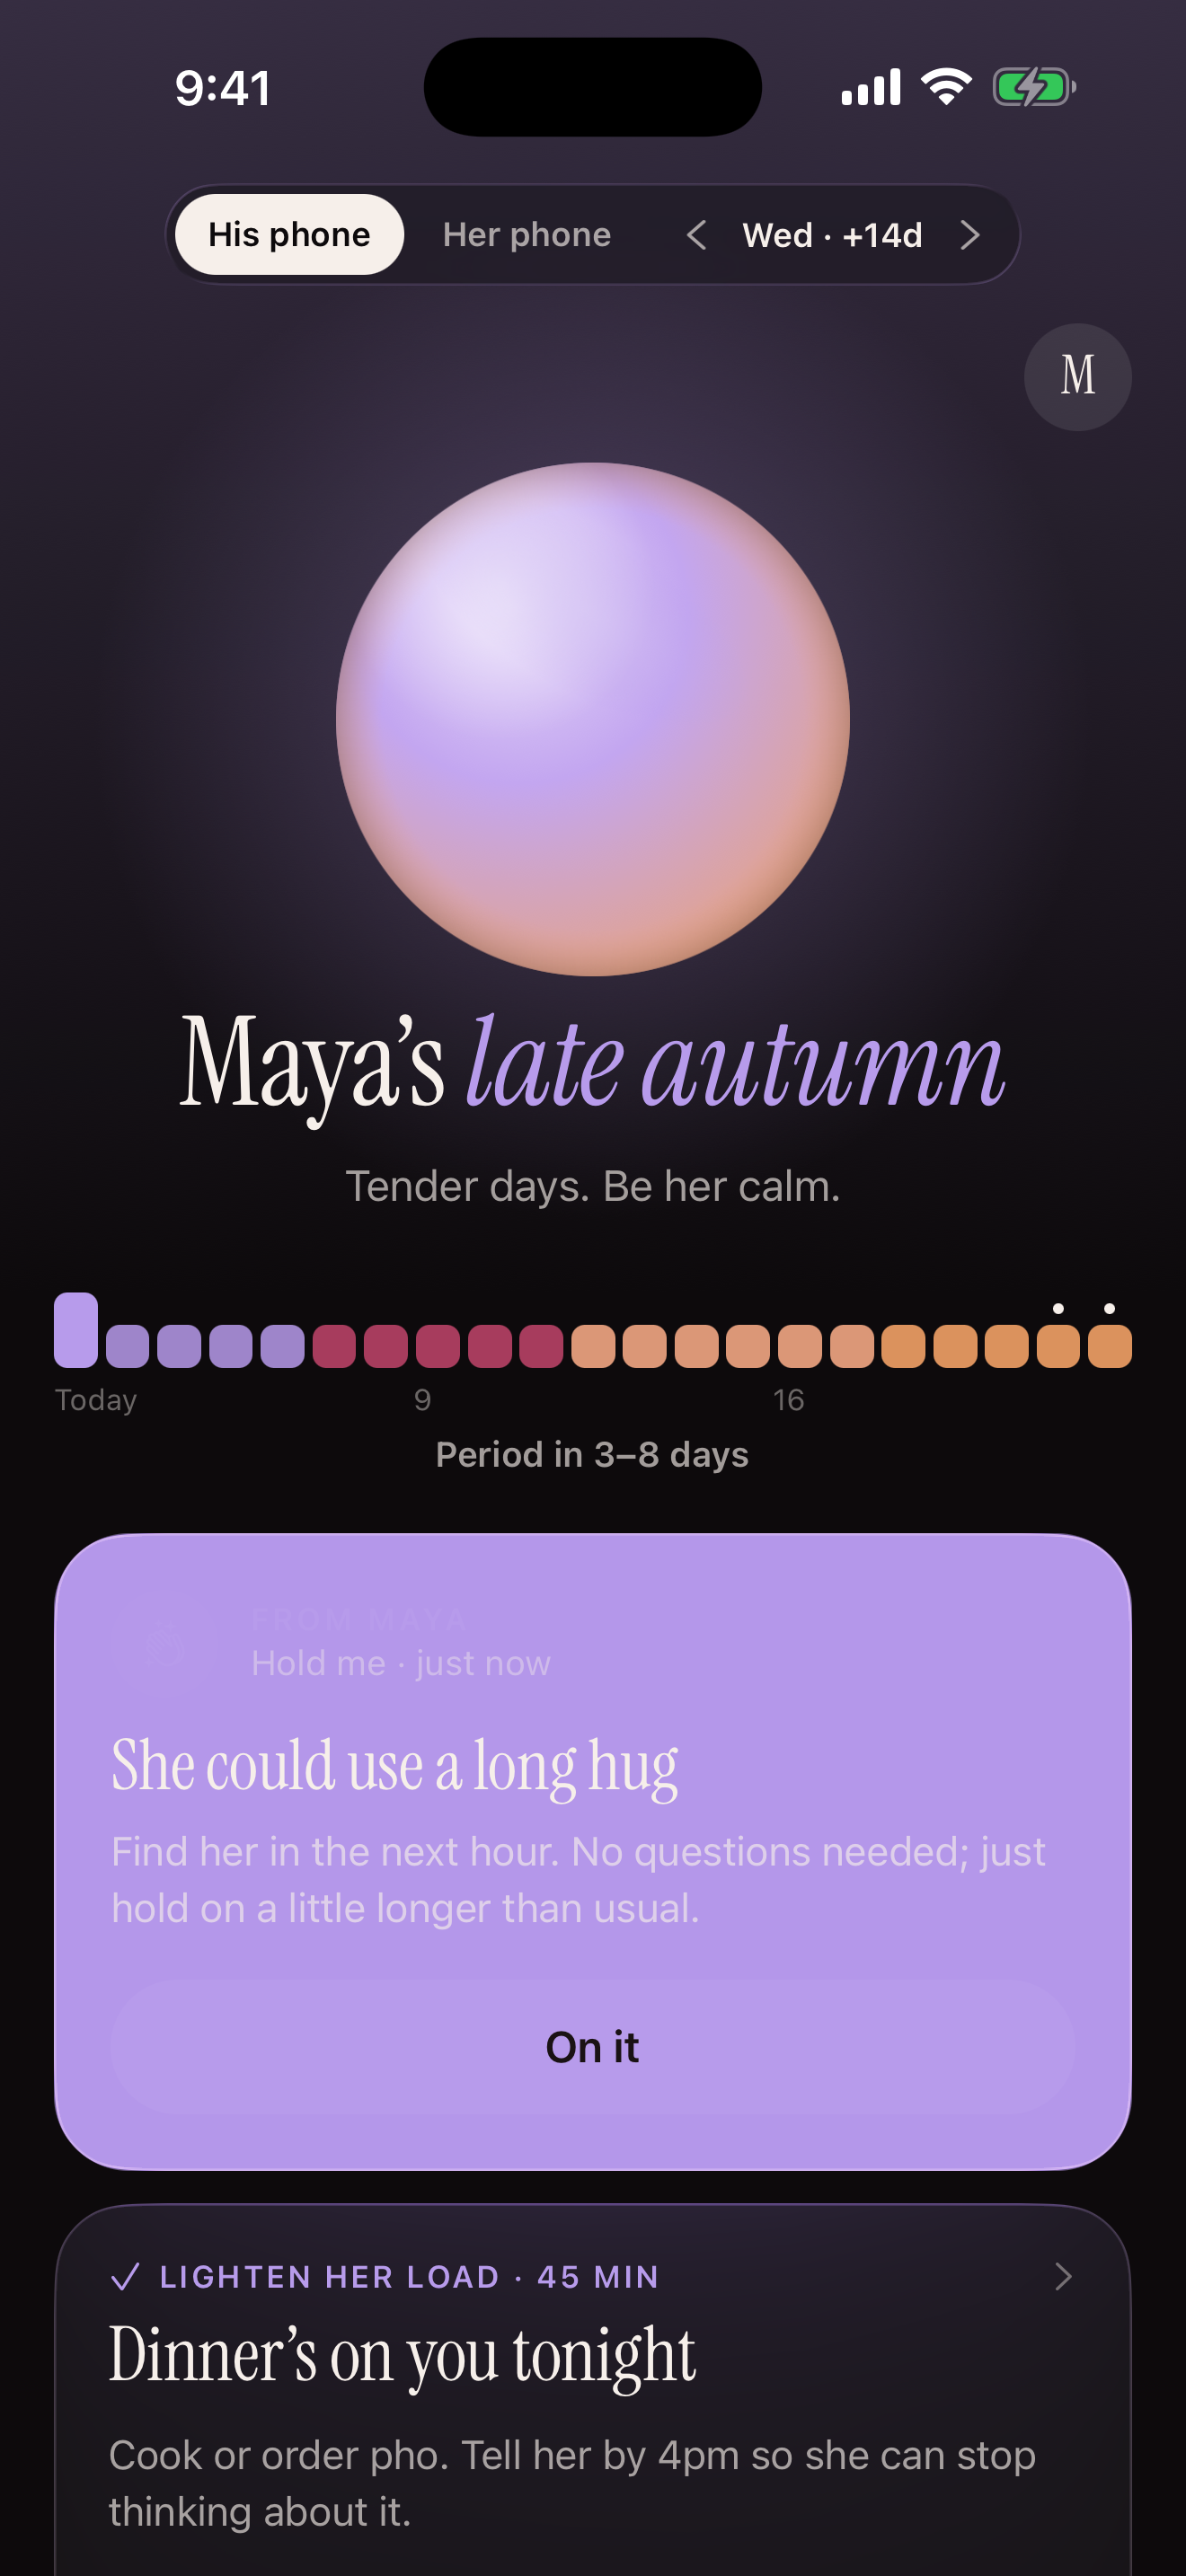 9:41
His phone
Her phone
Wed · +14d
M
Maya’s late autumn
Tender days. Be her calm.
Today
9
16
Period in 3–8 days
FROM MAYA
Hold me · just now
She could use a long hug
Find her in the next hour. No questions needed; just
hold on a little longer than usual.
On it
LIGHTEN HER LOAD · 45 MIN
Dinner’s on you tonight
Cook or order pho. Tell her by 4pm so she can stop
thinking about it.